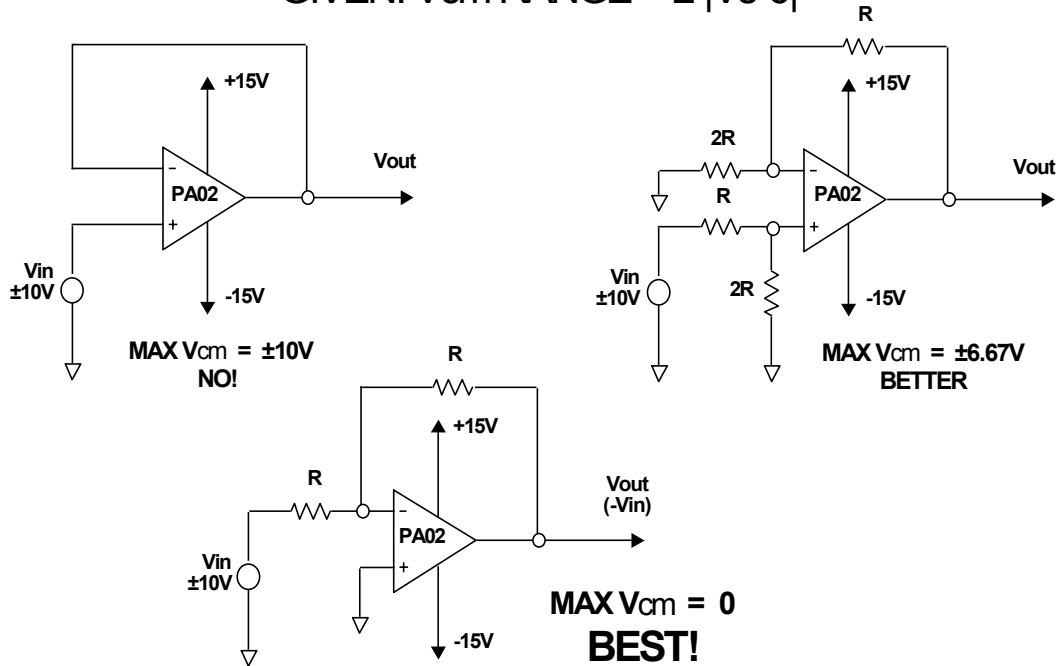 R
+15V
Vout
PA02
-
+
Vin
±10V
-15V
MAX Vcm = ±10V
NO!
+15V
2R
Vout
-
PA02
R
+
Vin
±10V
2R
-15V
MAX Vcm = ±6.67V
BETTER
R
+15V
R
Vout
(-Vin)
-
PA02
+
Vin
±10V
-15V
MAX Vcm = 0
BEST!